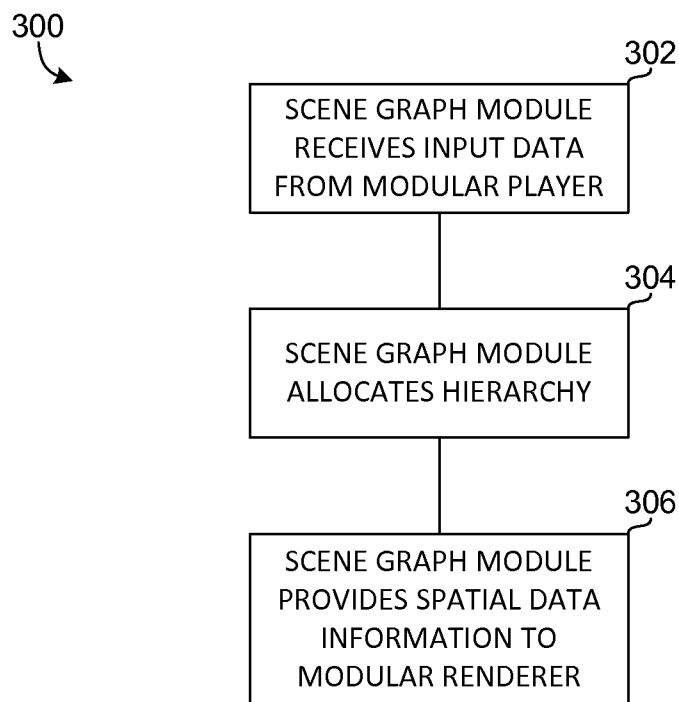 300
302
SCENE GRAPH MODULE
RECEIVES INPUT DATA
FROM MODULAR PLAYER
304
SCENE GRAPH MODULE
ALLOCATES HIERARCHY
306
SCENE GRAPH MODULE
PROVIDES SPATIAL DATA
INFORMATION TO
MODULAR RENDERER